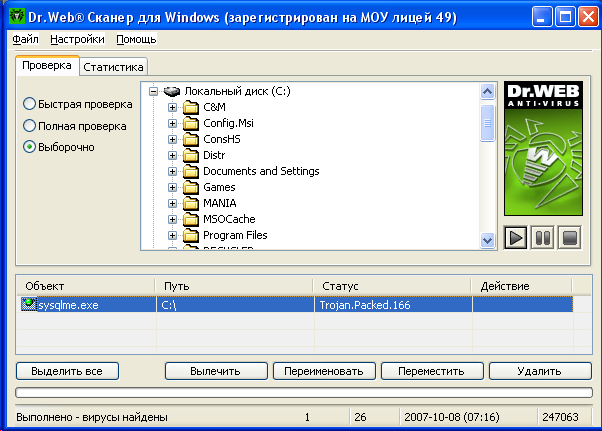 Dr.Web® Сканер для Windows (зарегистрирован на МОУ лицей 49)
Файл Настройки Помощь
Проверка Статистика
Быстрая проверка
Полная проверка
Выборочно
Локальный диск (C:)
C&M
Config.Msi
ConsHS
Distr
Documents and Settings
Games
MANIA
MSOCache
Program Files
RECYCLER
Dr.WEB
ANTI-VIRUS
Объект Путь Статус Действие
sysqlme.exe C:\ Trojan.Packed.166
Выделить все Вылечить Переименовать Переместить Удалить
Выполнено - вирусы найдены 1 26 2007-10-08 (07:16) 247063